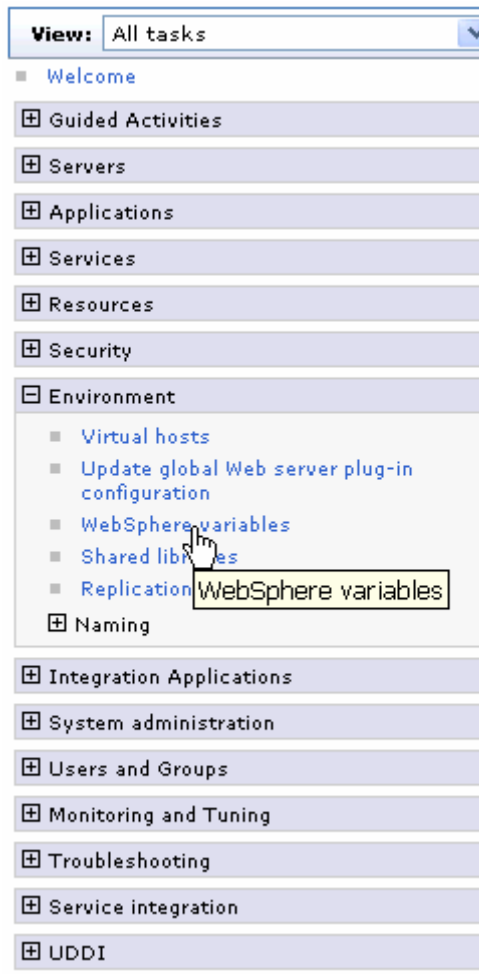 View: All tasks
Welcome
Guided Activities
Servers
Applications
Services
Resources
Security
Environment
Virtual hosts
Update global Web server plug-in
configuration
WebSphere variables
Shared
Replication
WebSphere variables
Naming
Integration Applications
System administration
Users and Groups
Monitoring and Tuning
Troubleshooting
Service integration
UDDI